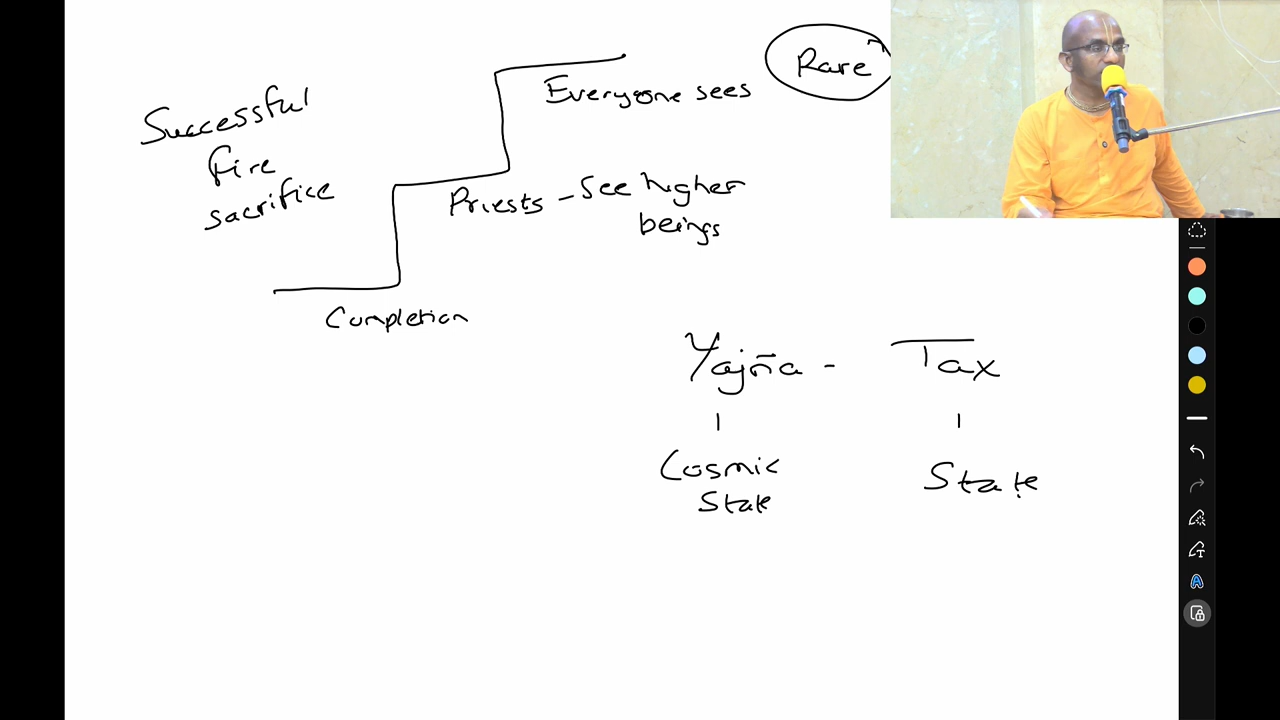 Successful
fire
sacrifice
Everyone sees
Rare
Priests - See higher
beings
Completion
Yajña - Tax
Cosmic
State
State